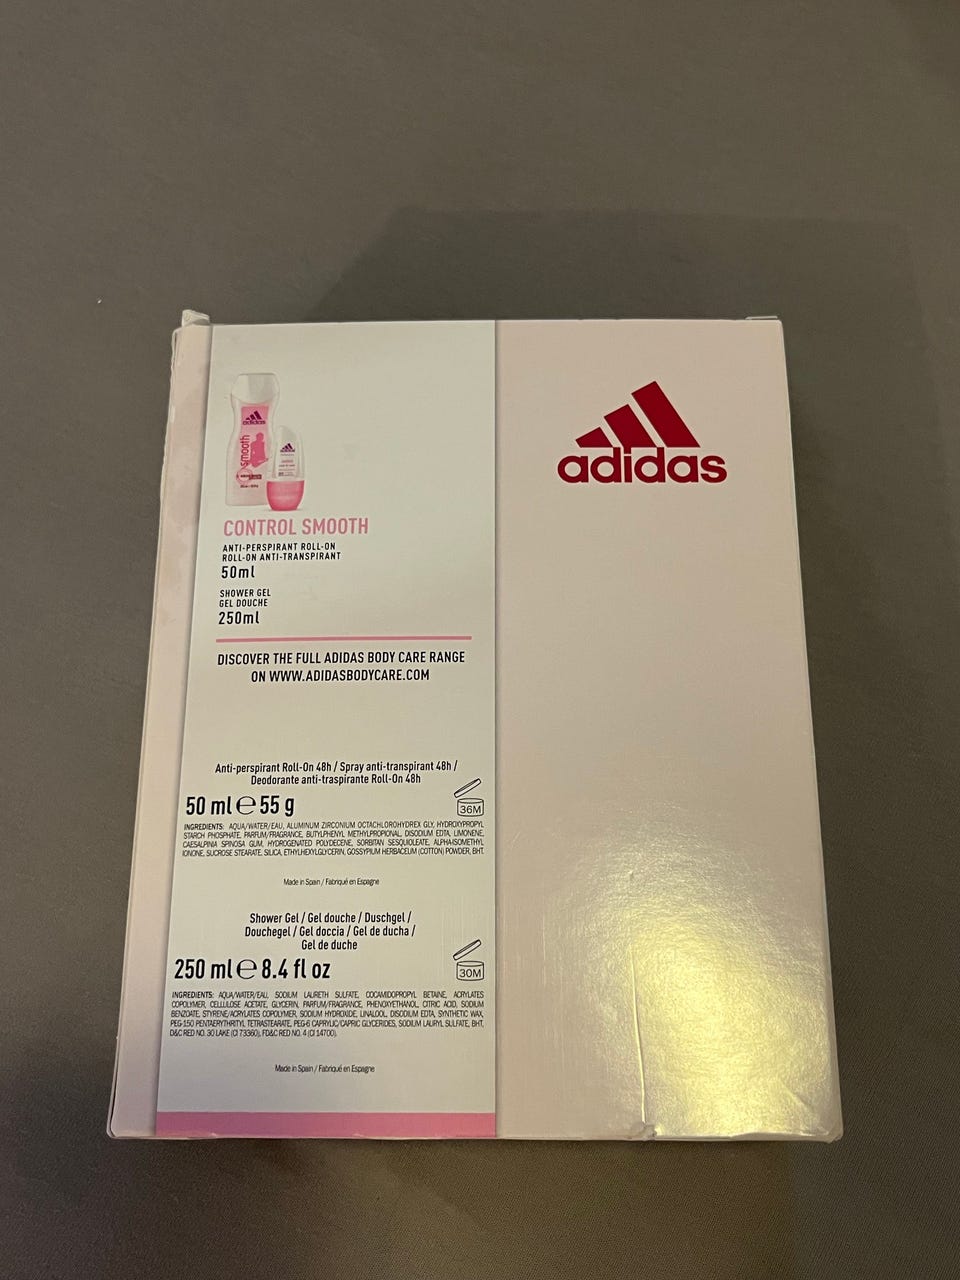 adidas
smooth
CONTROL SMOOTH
ANTI-PERSPIRANT ROLL-ON
ROLL-ON ANTI-TRANSPIRANT
50ml
SHOWER GEL
GEL DOUCHE
250ml
DISCOVER THE FULL ADIDAS BODY CARE RANGE
ON WWW.ADIDASBODYCARE.COM
Anti-perspirant Roll-On 48h / Spray anti-transpirant 48h /
Deodorante anti-traspirante Roll-On 48h
50 ml ℮ 55 g
36M
INGREDIENTS: AQUA/WATER/EAU, ALUMINUM ZIRCONIUM OCTACHLOROHYDREX GLY, HYDROXYPROPYL
STARCH PHOSPHATE, PARFUM/FRAGRANCE, BUTYLPHENYL METHYLPROPIONAL, DISODIUM EDTA, LIMONENE,
CAESALPINIA SPINOSA GUM, HYDROGENATED POLYDECENE, SORBITAN SESQUIOLEATE, ALPHA-ISOMETHYL
IONONE, SUCROSE STEARATE, SILICA, ETHYLHEXYLGLYCERIN, GOSSYPIUM HERBACEUM (COTTON) POWDER, BHT.
Made in Spain / Fabriqué en Espagne
Shower Gel / Gel douche / Duschgel /
Douchegel / Gel doccia / Gel de ducha /
Gel de duche
250 ml ℮ 8.4 fl oz
30M
INGREDIENTS: AQUA/WATER/EAU, SODIUM LAURETH SULFATE, COCAMIDOPROPYL BETAINE, ACRYLATES
COPOLYMER, CELLULOSE ACETATE, GLYCERIN, PARFUM/FRAGRANCE, PHENOXYETHANOL, CITRIC ACID, SODIUM
BENZOATE, STYRENE/ACRYLATES COPOLYMER, SODIUM HYDROXIDE, LINALOOL, DISODIUM EDTA, SYNTHETIC WAX,
PEG-150 PENTAERYTHRITYL TETRASTEARATE, PEG-6 CAPRYLIC/CAPRIC GLYCERIDES, SODIUM LAURYL SULFATE, BHT,
D&C RED NO. 30 LAKE (CI 73360), FD&C RED NO. 4 (CI 14700).
Made in Spain / Fabriqué en Espagne
adidas